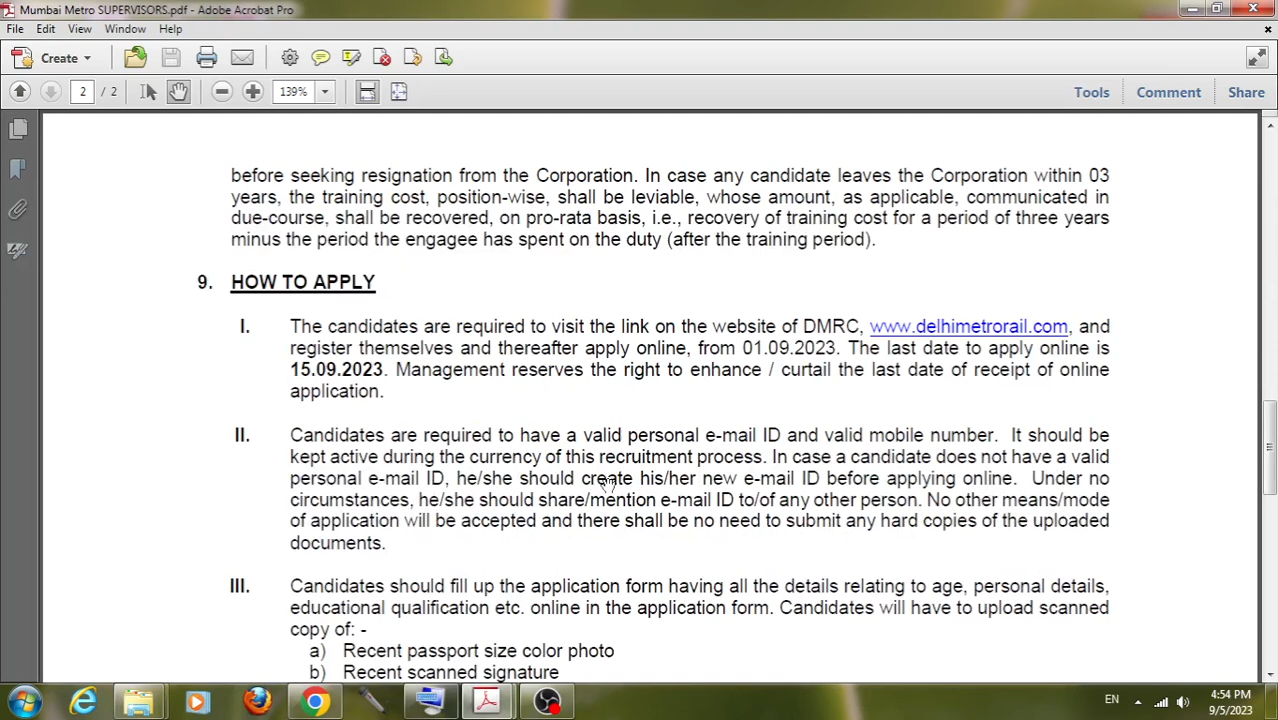 Mumbai Metro SUPERVISORS.pdf - Adobe Acrobat Pro
File Edit View Window Help
Create
2 / 2 139% Tools Comment Share
before seeking resignation from the Corporation. In case any candidate leaves the Corporation within 03
years, the training cost, position-wise, shall be leviable, whose amount, as applicable, communicated in
due-course, shall be recovered, on pro-rata basis, i.e., recovery of training cost for a period of three years
minus the period the engagee has spent on the duty (after the training period).
9. HOW TO APPLY
I. The candidates are required to visit the link on the website of DMRC, www.delhimetrorail.com, and
register themselves and thereafter apply online, from 01.09.2023. The last date to apply online is
15.09.2023. Management reserves the right to enhance / curtail the last date of receipt of online
application.
II. Candidates are required to have a valid personal e-mail ID and valid mobile number. It should be
kept active during the currency of this recruitment process. In case a candidate does not have a valid
personal e-mail ID, he/she should create his/her new e-mail ID before applying online. Under no
circumstances, he/she should share/mention e-mail ID to/of any other person. No other means/mode
of application will be accepted and there shall be no need to submit any hard copies of the uploaded
documents.
III. Candidates should fill up the application form having all the details relating to age, personal details,
educational qualification etc. online in the application form. Candidates will have to upload scanned
copy of: -
a) Recent passport size color photo
b) Recent scanned signature
EN 4:54 PM
9/5/2023